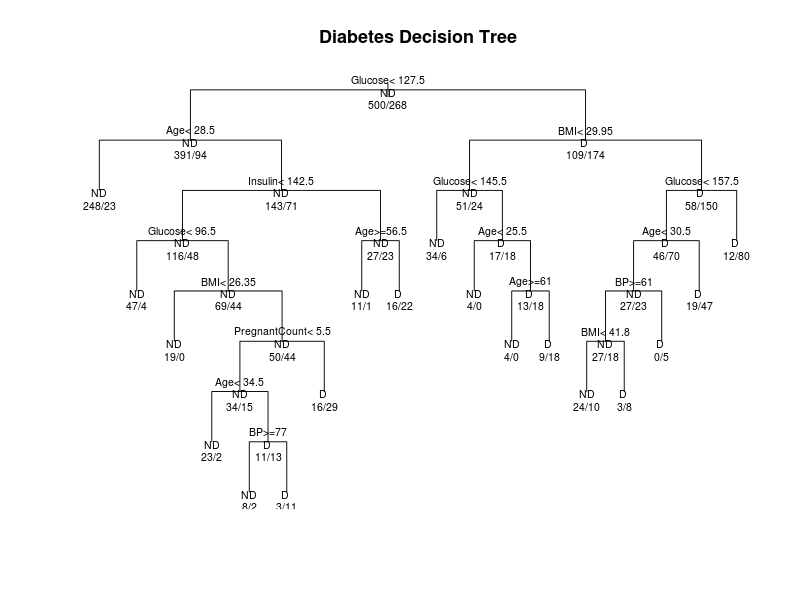 Diabetes Decision Tree
Glucose< 127.5
ND
500/268
Age< 28.5
ND
391/94
BMI< 29.95
D
109/174
ND
248/23
Insulin< 142.5
ND
143/71
Glucose< 145.5
ND
51/24
Glucose< 157.5
D
58/150
Glucose< 96.5
ND
116/48
Age>=56.5
ND
27/23
ND
34/6
Age< 25.5
D
17/18
Age< 30.5
D
46/70
D
12/80
ND
47/4
BMI< 26.35
ND
69/44
ND
11/1
D
16/22
ND
4/0
Age>=61
D
13/18
BP>=61
ND
27/23
D
19/47
ND
19/0
PregnantCount< 5.5
ND
50/44
ND
4/0
D
9/18
BMI< 41.8
ND
27/18
D
0/5
Age< 34.5
ND
34/15
D
16/29
ND
24/10
D
3/8
ND
23/2
BP>=77
D
11/13
ND
8/2
D
3/11